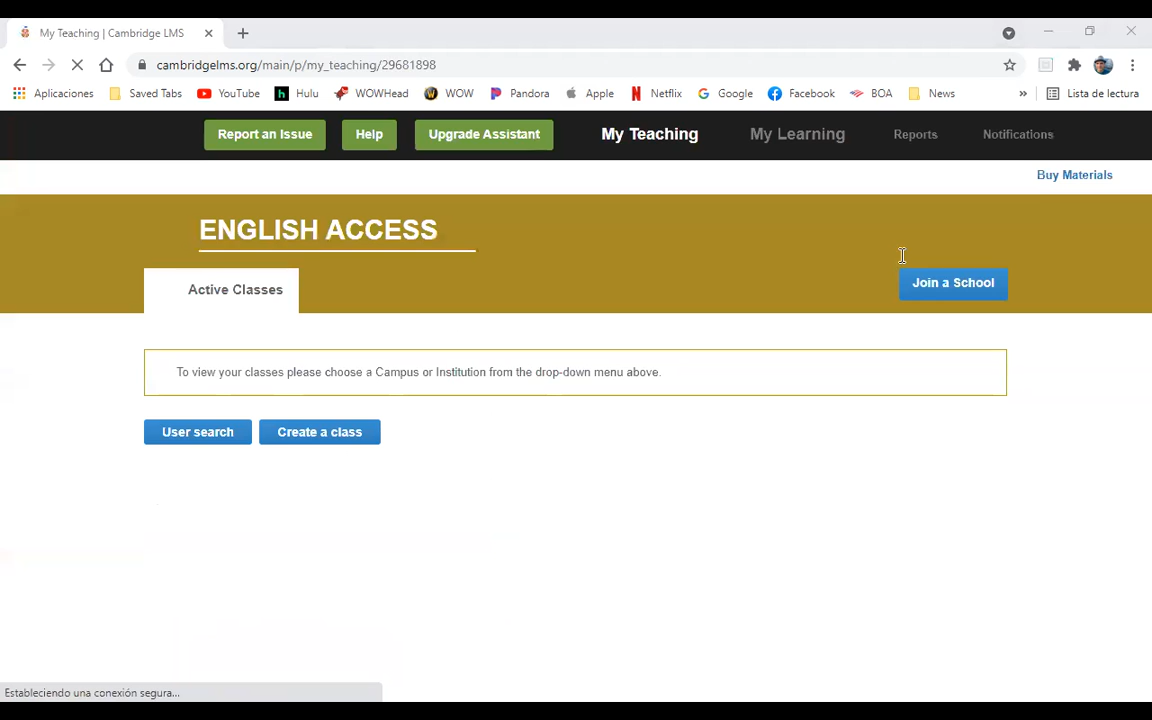 My Teaching | Cambridge LMS
cambridgelms.org/main/p/my_teaching/29681898
Aplicaciones Saved Tabs YouTube Hulu WOWHead WOW Pandora Apple Netflix Google Facebook BOA News » Lista de lectura
Report an Issue Help Upgrade Assistant My Teaching My Learning Reports Notifications
Buy Materials
ENGLISH ACCESS
Join a School
Active Classes
To view your classes please choose a Campus or Institution from the drop-down menu above.
User search Create a class
Estableciendo una conexión segura...